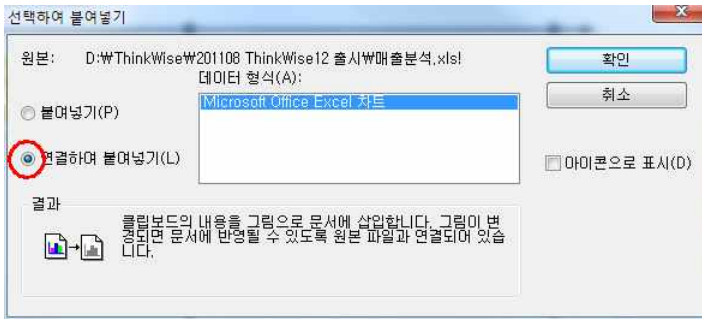 선택하여 붙여넣기
원본: D:₩ThinkWise₩201108 ThinkWise12 출시₩매출분석,xls!
데이터 형식(A):
Microsoft Office Excel 차트
붙여넣기(P)
연결하여 붙여넣기(L)
확인
취소
아이콘으로 표시(D)
결과
클립보드의 내용을 그림으로 문서에 삽입합니다. 그림이 변
경되면 문서에 반영될 수 있도록 원본 파일과 연결되어 있습
니다.